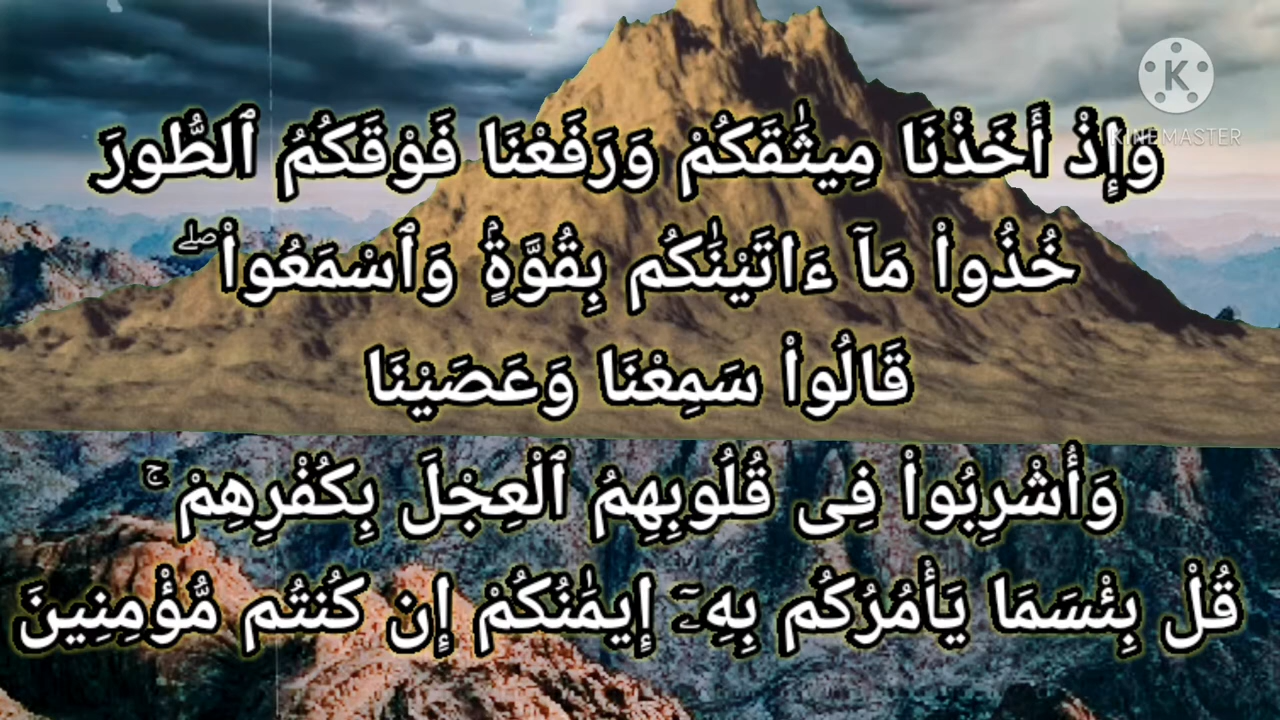 K
KINEMASTER
وَإِذْ أَخَذْنَا مِيثَٰقَكُمْ وَرَفَعْنَا فَوْقَكُمُ ٱلطُّورَ
خُذُوا۟ مَآ ءَاتَيْنَٰكُم بِقُوَّةٍۢ وَٱسْمَعُوا۟ ۖ
قَالُوا۟ سَمِعْنَا وَعَصَيْنَا
وَأُشْرِبُوا۟ فِى قُلُوبِهِمُ ٱلْعِجْلَ بِكُفْرِهِمْ ۚ
قُلْ بِئْسَمَا يَأْمُرُكُم بِهِۦٓ إِيمَٰنُكُمْ إِن كُنتُم مُّؤْمِنِينَ